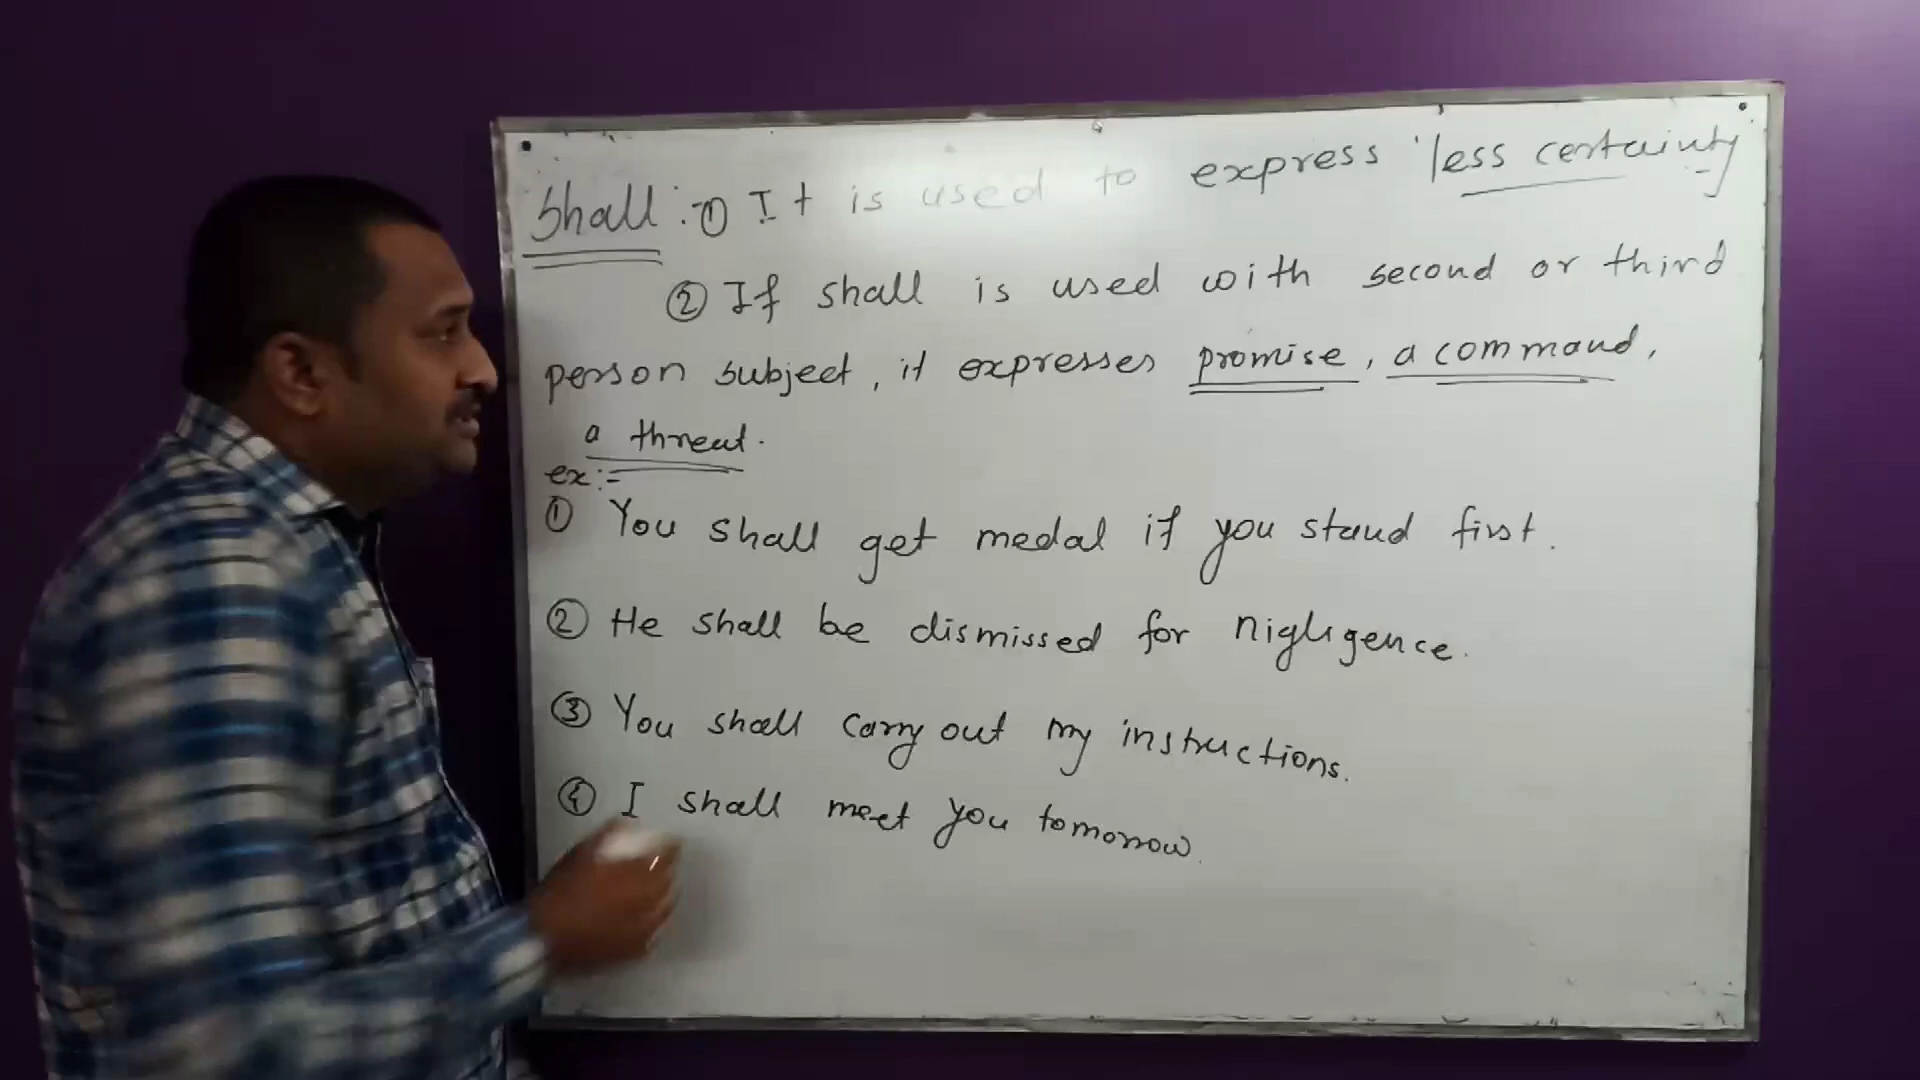 Shall :- ① It is used to express 'less certainty'
② If shall is used with second or third
person subject, it expresses promise, a command,
a threat.
ex:-
① You shall get medal if you stand first.
② He shall be dismissed for nigligence.
③ You shall carry out my instructions.
④ I shall meet you tomorrow.